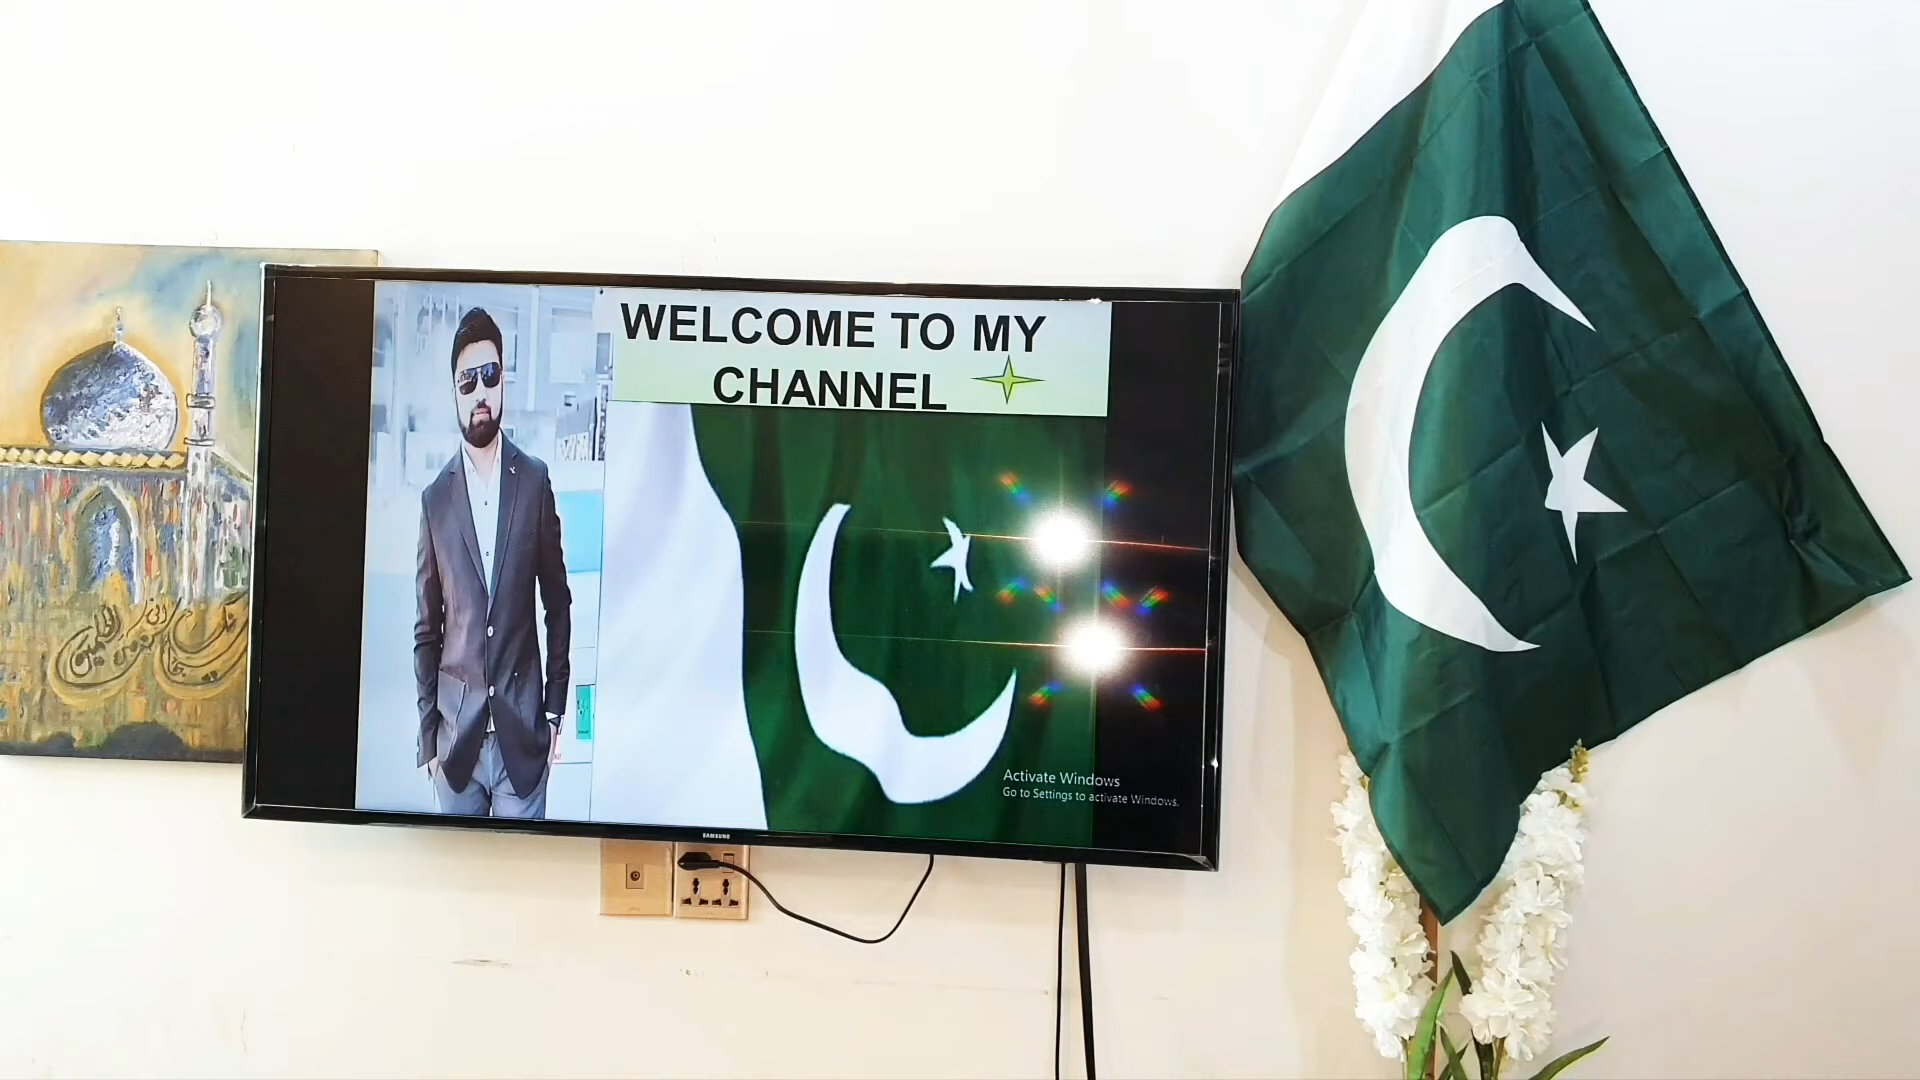 WELCOME TO MY
CHANNEL
Activate Windows
Go to Settings to activate Windows.
SAMSUNG